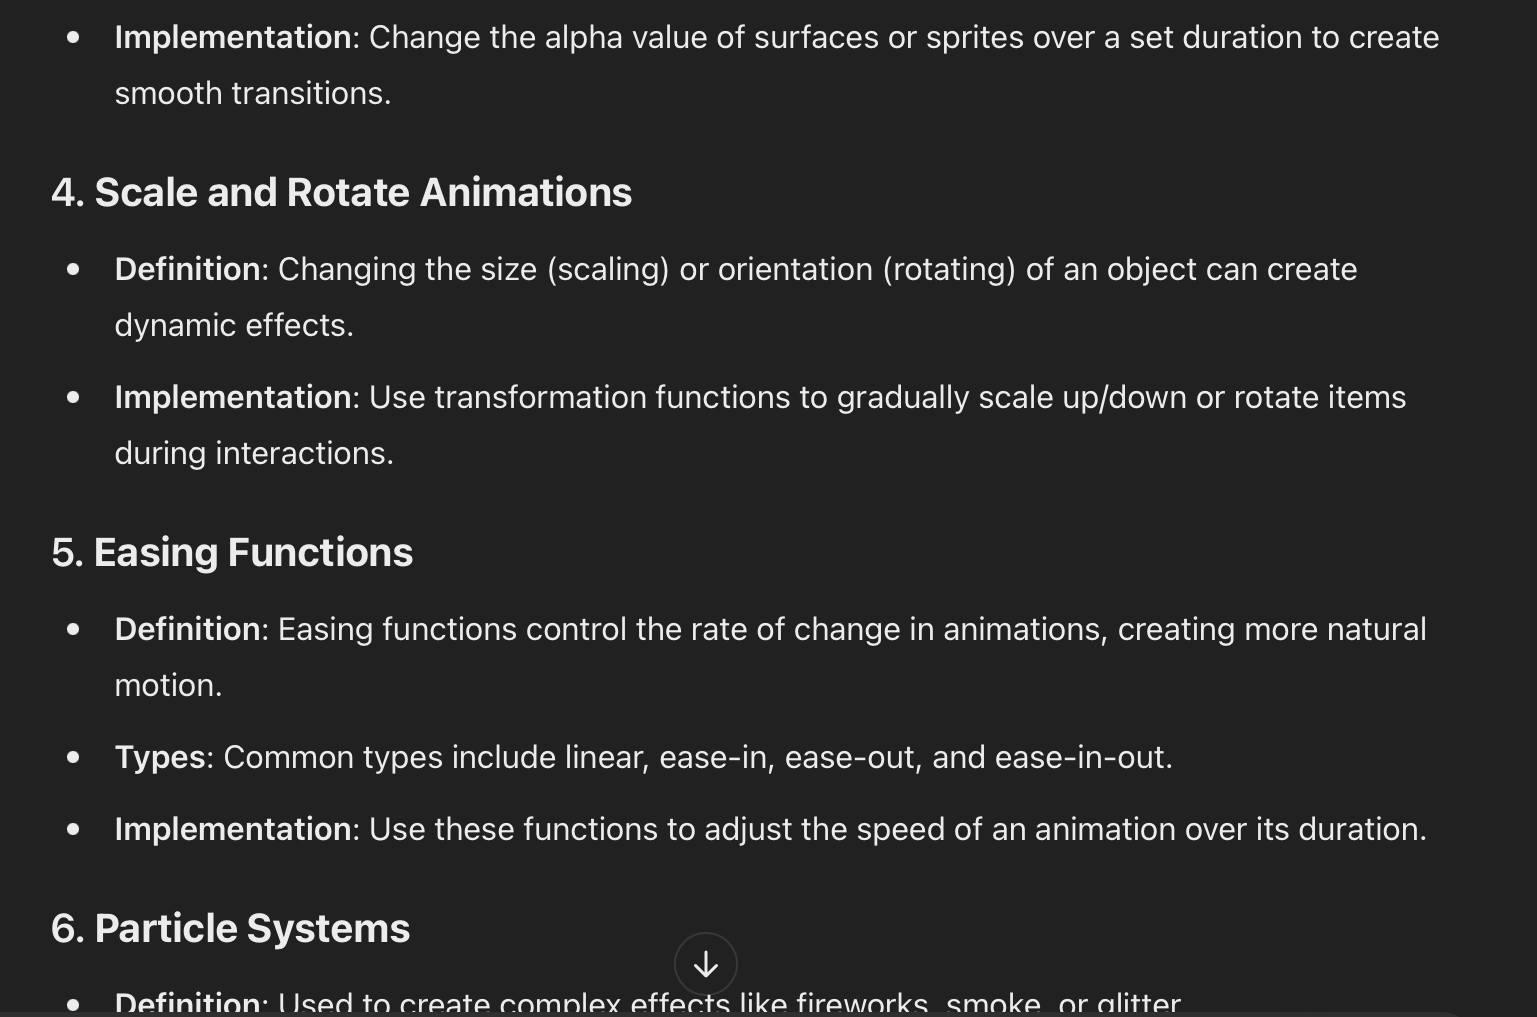 • Implementation: Change the alpha value of surfaces or sprites over a set duration to create
smooth transitions.
4. Scale and Rotate Animations
• Definition: Changing the size (scaling) or orientation (rotating) of an object can create
dynamic effects.
• Implementation: Use transformation functions to gradually scale up/down or rotate items
during interactions.
5. Easing Functions
• Definition: Easing functions control the rate of change in animations, creating more natural
motion.
• Types: Common types include linear, ease-in, ease-out, and ease-in-out.
• Implementation: Use these functions to adjust the speed of an animation over its duration.
6. Particle Systems
• Definition: Used to create complex effects like fireworks, smoke, or glitter